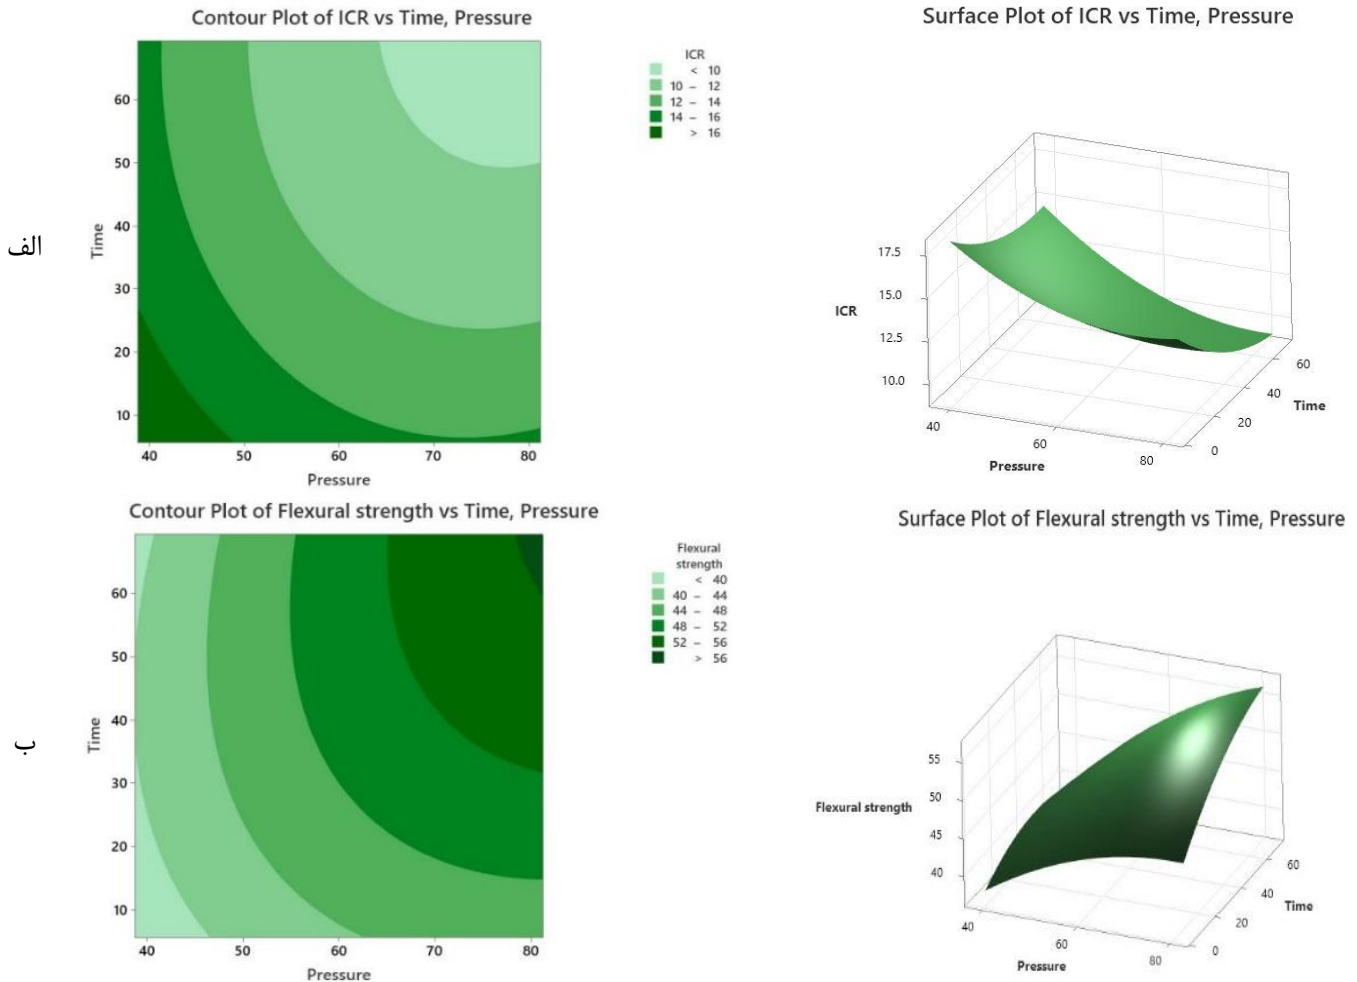 Contour Plot of ICR vs Time, Pressure
Surface Plot of ICR vs Time, Pressure
الف
Time
60
50
40
30
20
10
40 50 60 70 80
Pressure
ICR
< 10
10 – 12
12 – 14
14 – 16
> 16
ICR
17.5
15.0
12.5
10.0
40
60
80
Pressure
0
20
40
60
Time
Contour Plot of Flexural strength vs Time, Pressure
Surface Plot of Flexural strength vs Time, Pressure
ب
Time
60
50
40
30
20
10
40 50 60 70 80
Pressure
Flexural
strength
< 40
40 – 44
44 – 48
48 – 52
52 – 56
> 56
Flexural strength
55
50
45
40
40
60
80
Pressure
0
20
40
60
Time